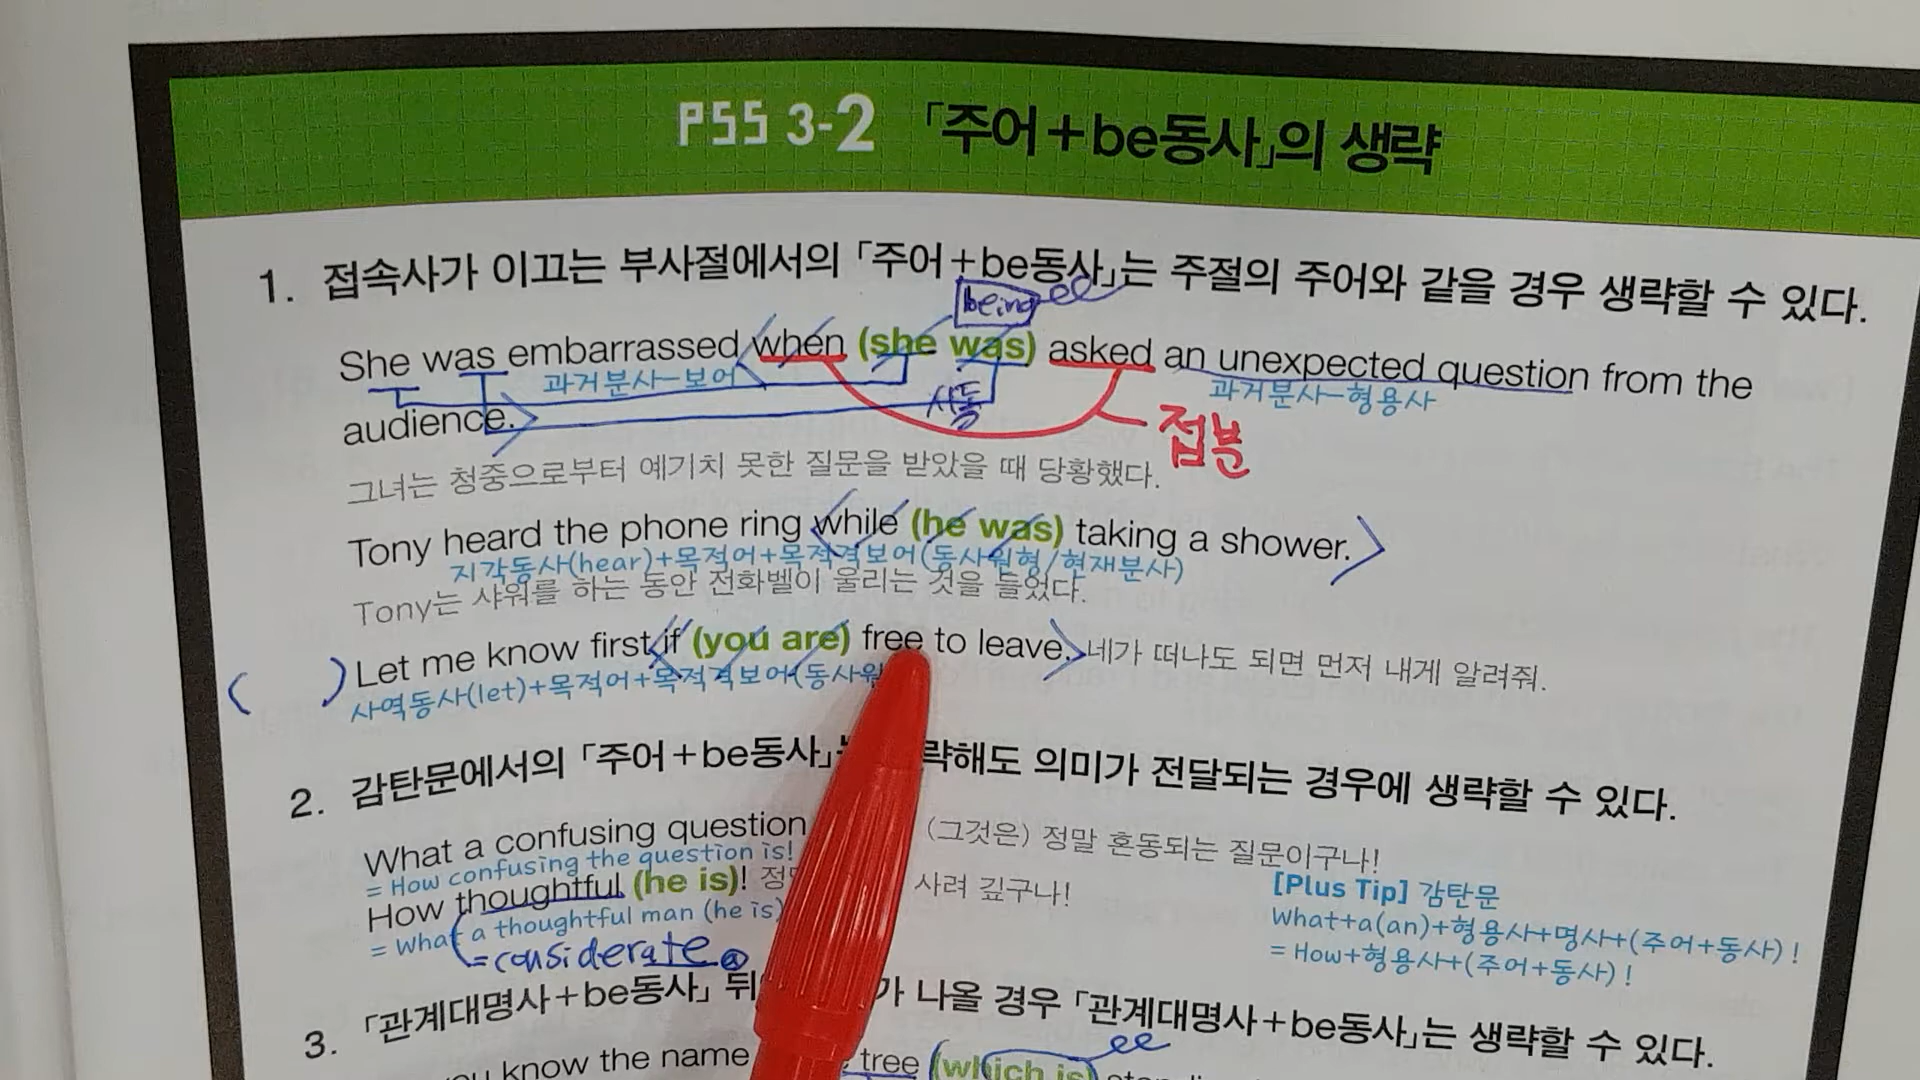 PSS 3-2 「주어+be동사」의 생략
1. 접속사가 이끄는 부사절에서의 「주어+be동사」는 주절의 주어와 같을 경우 생략할 수 있다.
being
She was embarrassed when (she was) asked an unexpected question from the
과거분사-보어
과거분사-형용사
시동
audience.
접분
그녀는 청중으로부터 예기치 못한 질문을 받았을 때 당황했다.
Tony heard the phone ring while (he was) taking a shower.
지각동사(hear)+목적어+목적격보어(동사원형/현재분사)
Tony는 샤워를 하는 동안 전화벨이 울리는 것을 들었다.
( ) Let me know first if (you are) free to leave. 네가 떠나도 되면 먼저 내게 알려줘.
사역동사(let)+목적어+목적격보어(동사원
2. 감탄문에서의 「주어+be동사」 략해도 의미가 전달되는 경우에 생략할 수 있다.
What a confusing question (그것은) 정말 혼동되는 질문이구나!
= How confusing the question is!
How thoughtful (he is)! 사려 깊구나!
= What a thoughtful man (he is)
= considerate ⓐ
[Plus Tip] 감탄문
What+a(an)+형용사+명사+(주어+동사) !
= How+형용사+(주어+동사) !
3. 「관계대명사+be동사」 뒤 가 나올 경우 「관계대명사+be동사」는 생략할 수 있다.
you know the name tree (which is)